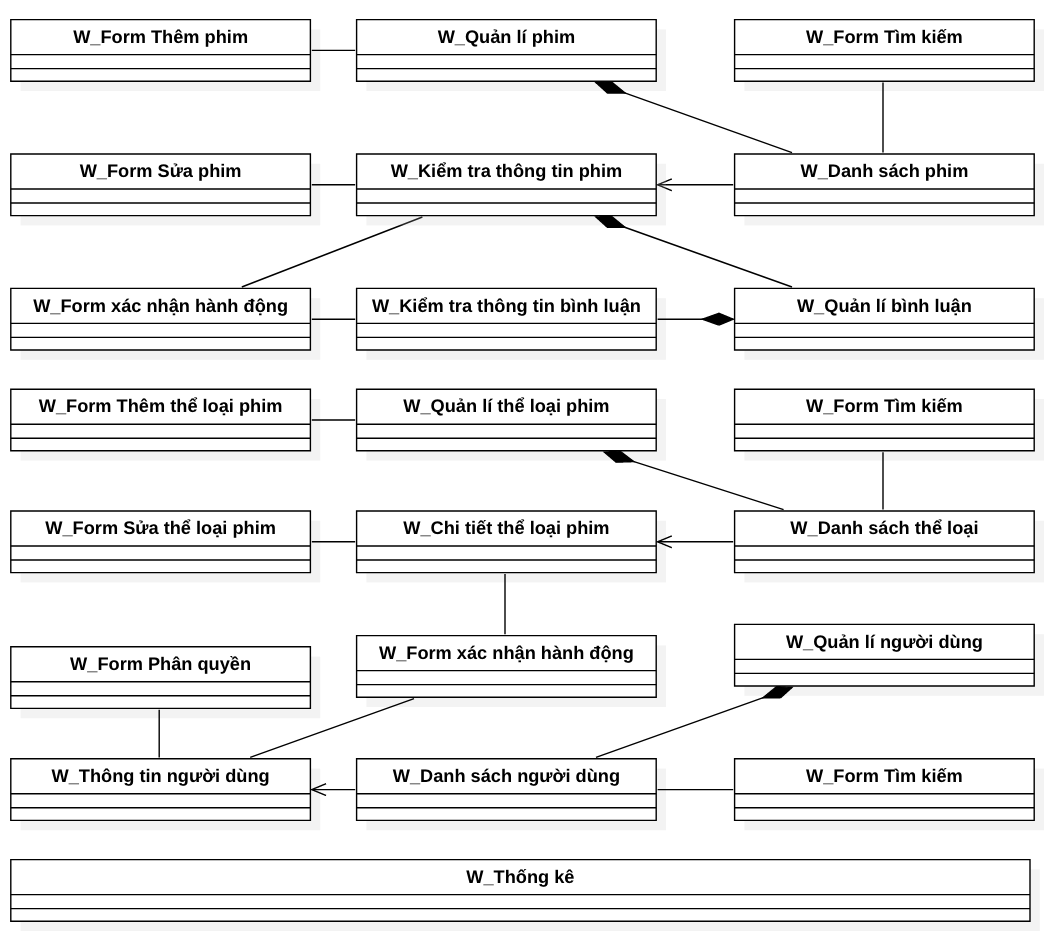 W_Form Thêm phim
W_Quản lí phim
W_Form Tìm kiếm
W_Form Sửa phim
W_Kiểm tra thông tin phim
W_Danh sách phim
W_Form xác nhận hành động
W_Kiểm tra thông tin bình luận
W_Quản lí bình luận
W_Form Thêm thể loại phim
W_Quản lí thể loại phim
W_Form Tìm kiếm
W_Form Sửa thể loại phim
W_Chi tiết thể loại phim
W_Danh sách thể loại
W_Form Phân quyền
W_Form xác nhận hành động
W_Quản lí người dùng
W_Thông tin người dùng
W_Danh sách người dùng
W_Form Tìm kiếm
W_Thống kê